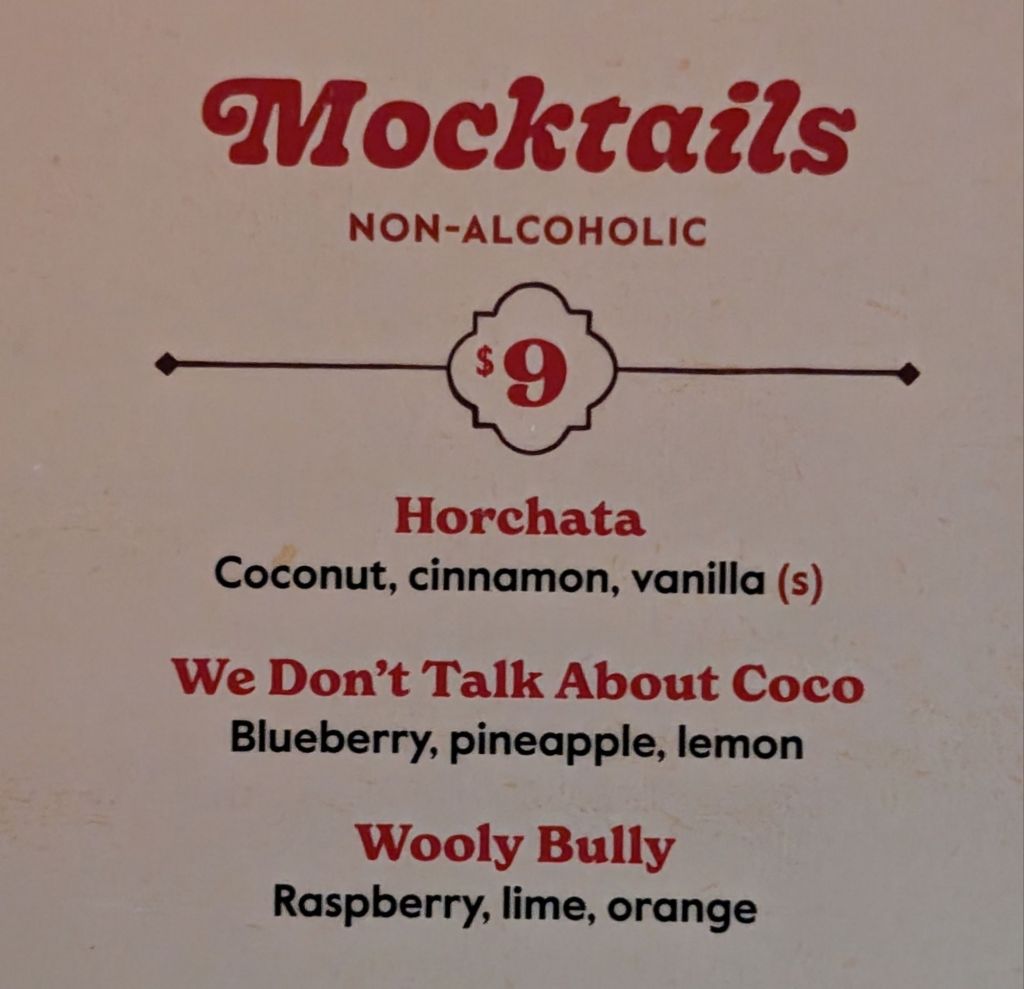 Mocktails
NON-ALCOHOLIC
$9
Horchata
Coconut, cinnamon, vanilla (s)
We Don't Talk About Coco
Blueberry, pineapple, lemon
Wooly Bully
Raspberry, lime, orange